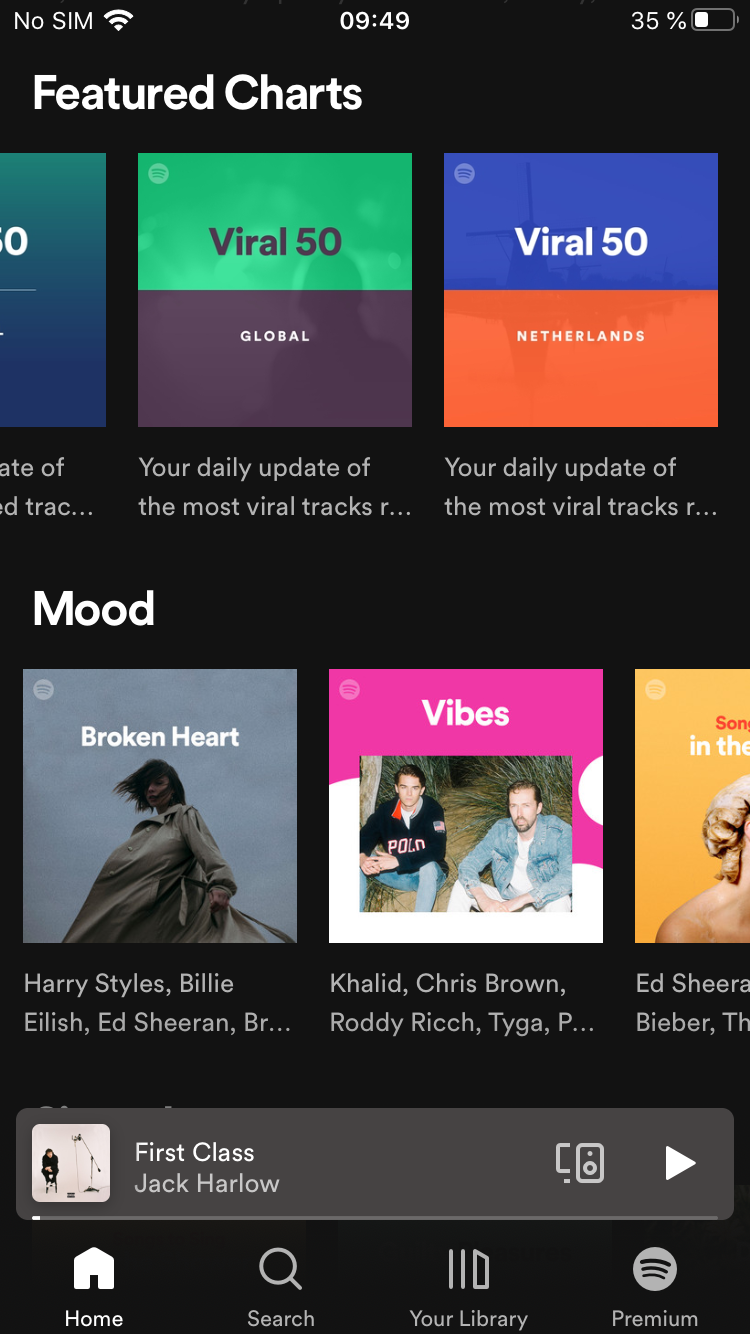 No SIM 09:49 35 %
Featured Charts
50
Viral 50
GLOBAL
Viral 50
NETHERLANDS
ate of
ed trac...
Your daily update of
the most viral tracks r...
Your daily update of
the most viral tracks r...
Mood
Broken Heart
Vibes
POLO
Song
in the
Harry Styles, Billie
Eilish, Ed Sheeran, Br...
Khalid, Chris Brown,
Roddy Ricch, Tyga, P...
Ed Sheera
Bieber, Th
First Class
Jack Harlow
Home
Search
Your Library
Premium